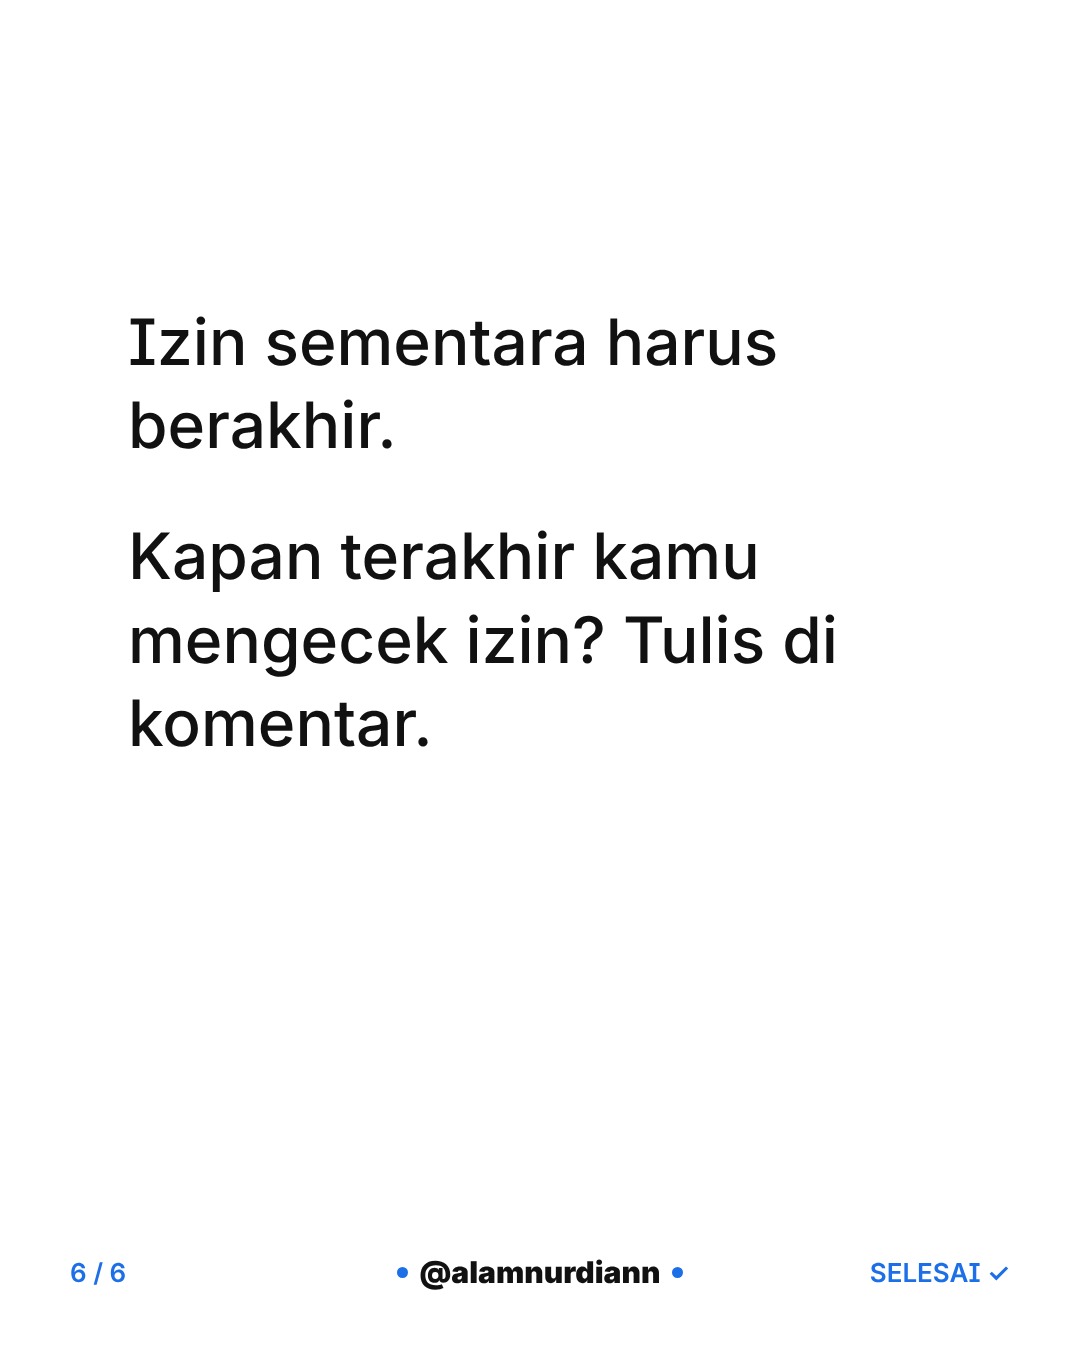 Izin sementara harus
berakhir.
Kapan terakhir kamu
mengecek izin? Tulis di
komentar.
6 / 6
• @alamnurdiann •
SELESAI ✓